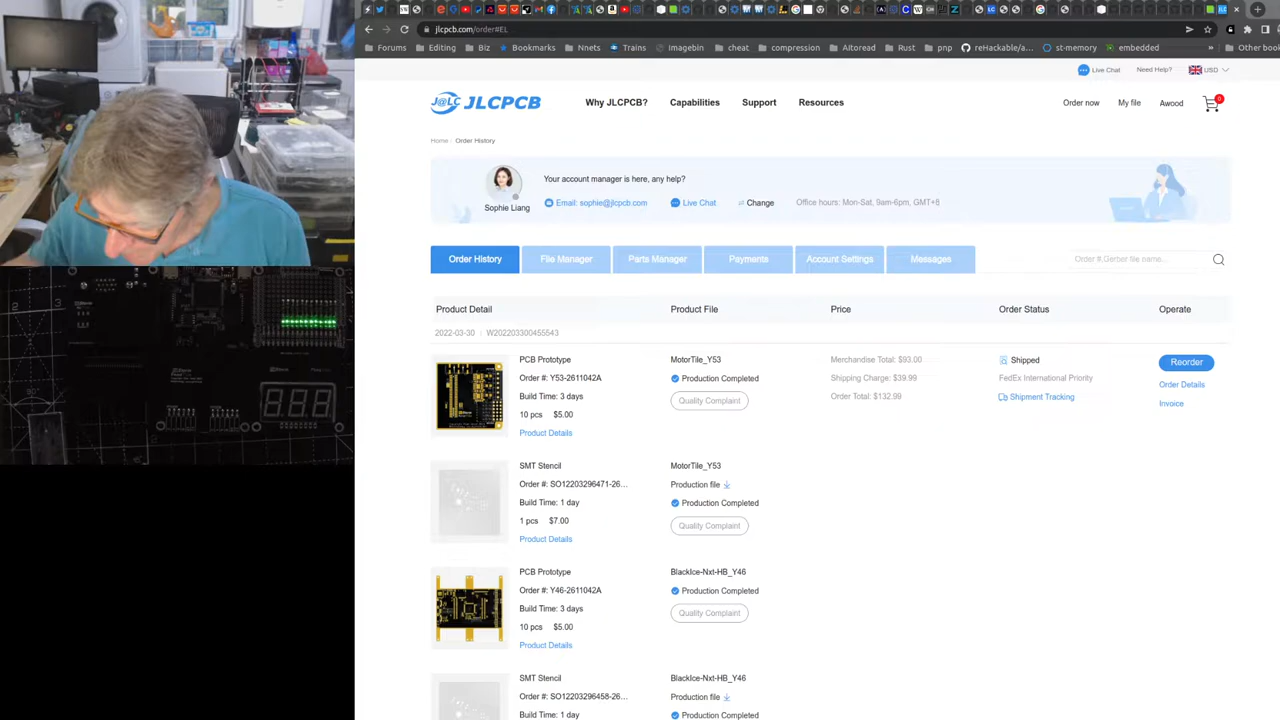 jlcpcb.com/order#EL
Forums
Editing
Biz
Bookmarks
Nnets
Trains
Imagebin
cheat
compression
AItoread
Rust
pnp
reHackable/a...
st-memory
embedded
»
Other book
Live Chat
Need Help?
USD
J@LC JLCPCB
Why JLCPCB?
Capabilities
Support
Resources
Order now
My file
Awood
0
Home
Order History
Your account manager is here, any help?
Sophie Liang
Email: sophie@jlcpcb.com
Live Chat
Change
Office hours: Mon-Sat, 9am-6pm, GMT+8
Order History
File Manager
Parts Manager
Payments
Account Settings
Messages
Order #,Gerber file name...
Product Detail
Product File
Price
Order Status
Operate
2022-03-30 | W202203300455543
PCB Prototype
Order #: Y53-2611042A
Build Time: 3 days
10 pcs $5.00
Product Details
MotorTile_Y53
Production Completed
Quality Complaint
Merchandise Total: $93.00
Shipping Charge: $39.99
Order Total: $132.99
Shipped
FedEx International Priority
Shipment Tracking
Reorder
Order Details
Invoice
SMT Stencil
Order #: SO12203296471-26...
Build Time: 1 day
1 pcs $7.00
Product Details
MotorTile_Y53
Production file
Production Completed
Quality Complaint
PCB Prototype
Order #: Y46-2611042A
Build Time: 3 days
10 pcs $5.00
Product Details
BlackIce-Nxt-HB_Y46
Production Completed
Quality Complaint
SMT Stencil
Order #: SO12203296458-26...
Build Time: 1 day
BlackIce-Nxt-HB_Y46
Production file
Production Completed